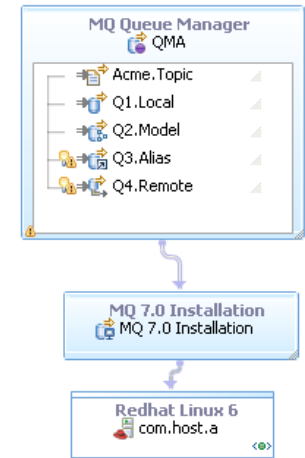 MQ Queue Manager
QMA
Acme.Topic
Q1.Local
Q2.Model
Q3.Alias
Q4.Remote
MQ 7.0 Installation
MQ 7.0 Installation
Redhat Linux 6
com.host.a